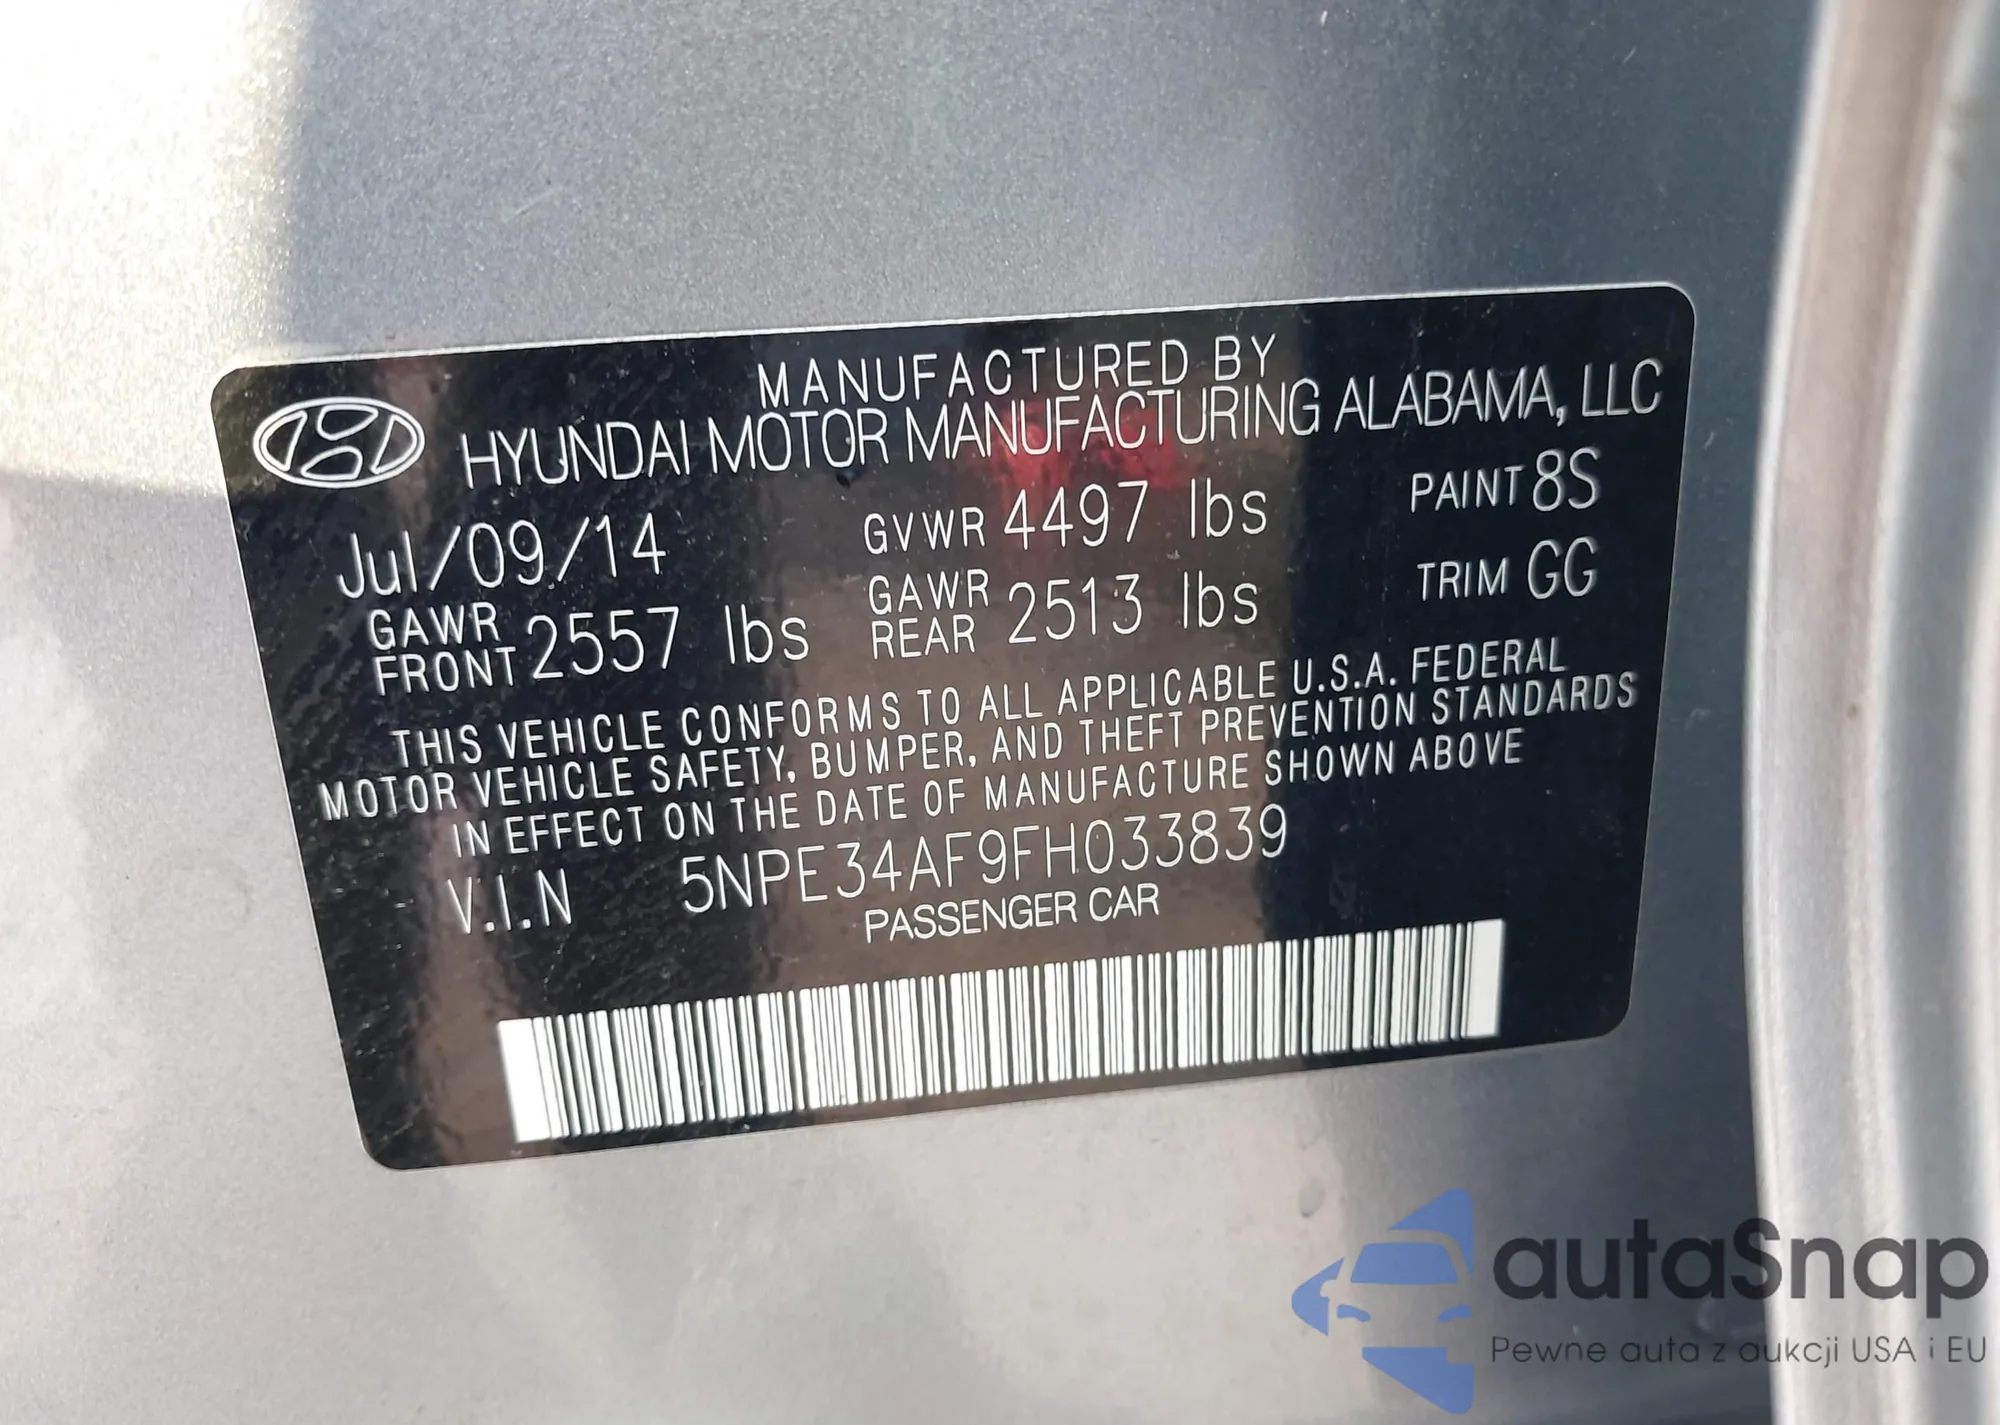 MANUFACTURED BY
HYUNDAI MOTOR MANUFACTURING ALABAMA, LLC
Jul/09/14 GVWR 4497 lbs PAINT 8S
GAWR FRONT 2557 lbs GAWR REAR 2513 lbs TRIM GG
THIS VEHICLE CONFORMS TO ALL APPLICABLE U.S.A. FEDERAL
MOTOR VEHICLE SAFETY, BUMPER, AND THEFT PREVENTION STANDARDS
IN EFFECT ON THE DATE OF MANUFACTURE SHOWN ABOVE
V.I.N 5NPE34AF9FH033839
PASSENGER CAR
autaSnap
Pewne auta z aukcji USA i EU